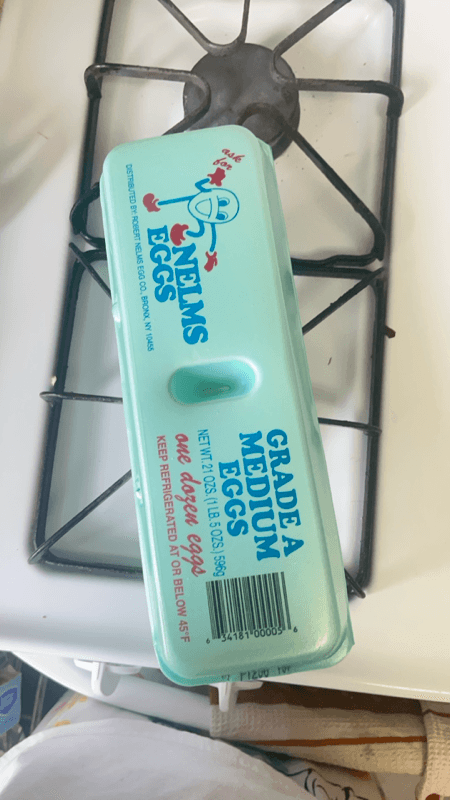 ask
for
NELMS
EGGS
DISTRIBUTED BY: ROBERT NELMS EGG CO., BRONX, NY 10458
GRADE A
MEDIUM
EGGS
NET WT. 21 OZS. (1 LB. 5 OZS.) 596g
one dozen eggs
KEEP REFRIGERATED AT OR BELOW 45°F
6 34181 00005 6